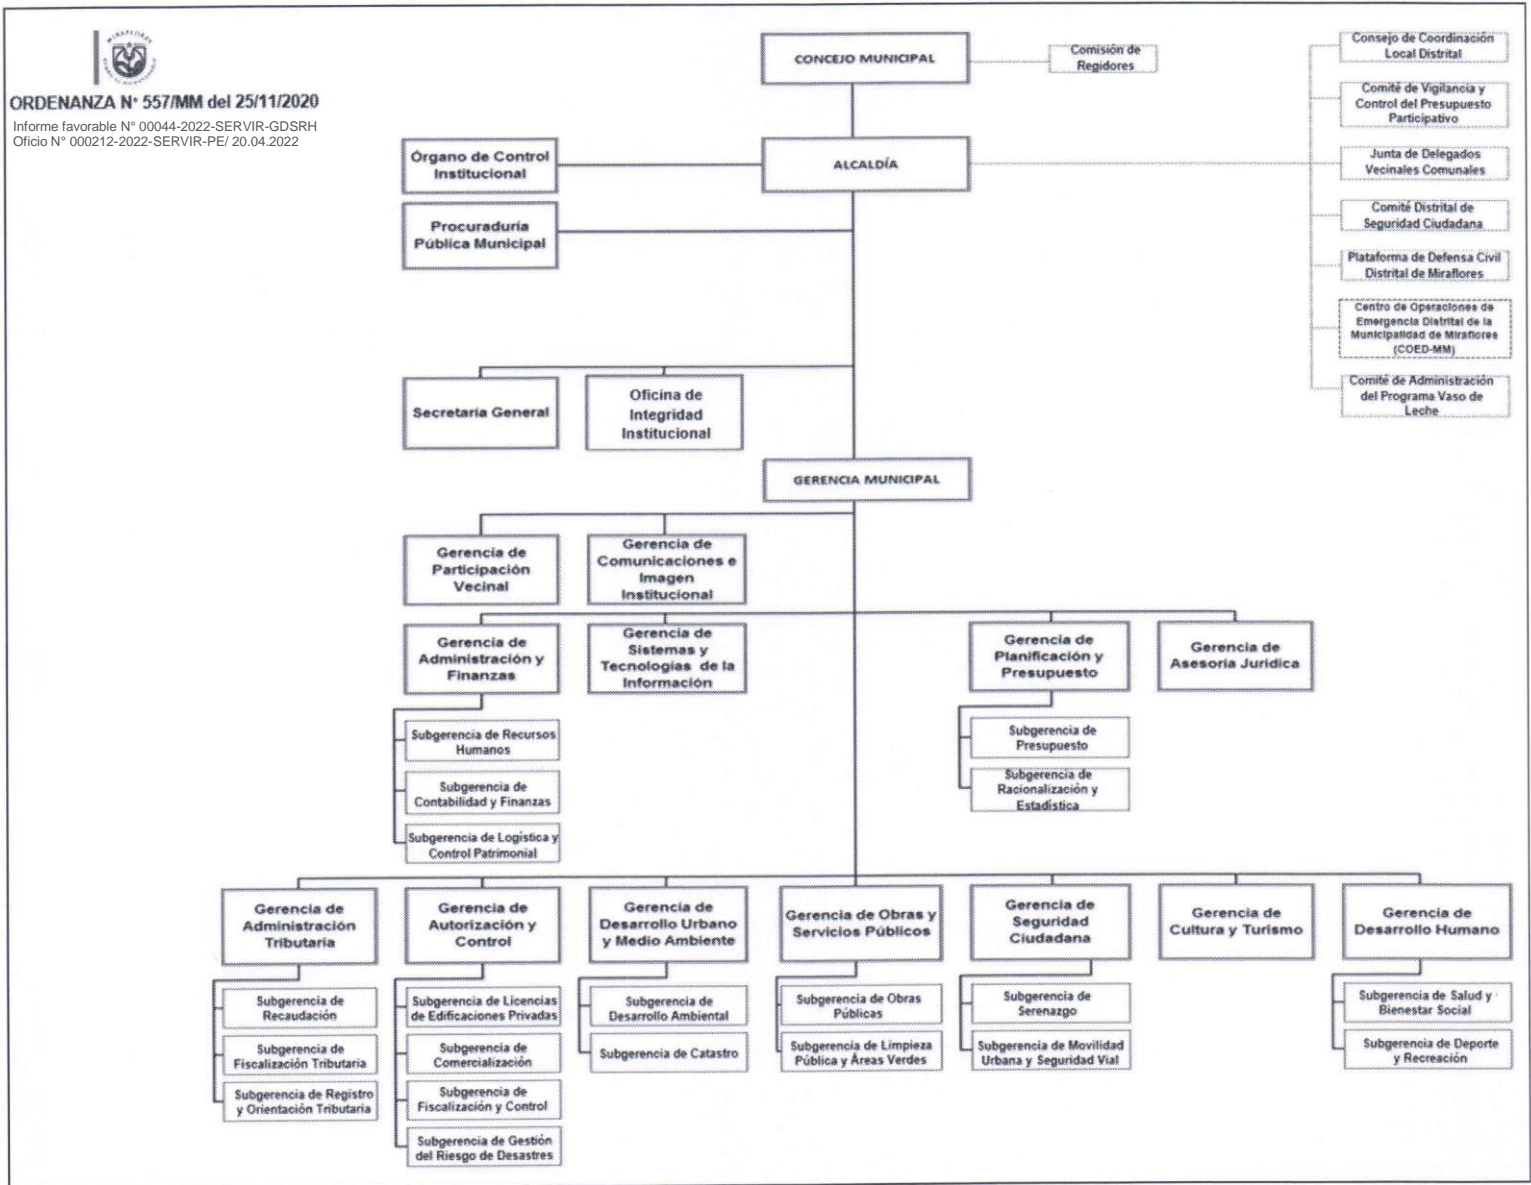 MIRAFLORES
ORDENANZA N° 557/MM del 25/11/2020
Informe favorable N° 00044-2022-SERVIR-GDSRH
Oficio N° 000212-2022-SERVIR-PE/ 20.04.2022
CONCEJO MUNICIPAL
Comisión de
Regidores
Consejo de Coordinación
Local Distrital
Comité de Vigilancia y
Control del Presupuesto
Participativo
Órgano de Control
Institucional
ALCALDÍA
Junta de Delegados
Vecinales Comunales
Procuraduría
Pública Municipal
Comité Distrital de
Seguridad Ciudadana
Plataforma de Defensa Civil
Distrital de Miraflores
Centro de Operaciones de
Emergencia Distrital de la
Municipalidad de Miraflores
(COED-MM)
Comité de Administración
del Programa Vaso de
Leche
Secretaría General
Oficina de
Integridad
Institucional
GERENCIA MUNICIPAL
Gerencia de
Participación
Vecinal
Gerencia de
Comunicaciones e
Imagen
Institucional
Gerencia de
Administración y
Finanzas
Gerencia de
Sistemas y
Tecnologías de la
Información
Gerencia de
Planificación y
Presupuesto
Gerencia de
Asesoría Jurídica
Subgerencia de Recursos
Humanos
Subgerencia de
Contabilidad y Finanzas
Subgerencia de Logística y
Control Patrimonial
Subgerencia de
Presupuesto
Subgerencia de
Racionalización y
Estadística
Gerencia de
Administración
Tributaria
Gerencia de
Autorización y
Control
Gerencia de
Desarrollo Urbano
y Medio Ambiente
Gerencia de Obras y
Servicios Públicos
Gerencia de
Seguridad
Ciudadana
Gerencia de
Cultura y Turismo
Gerencia de
Desarrollo Humano
Subgerencia de
Recaudación
Subgerencia de
Fiscalización Tributaria
Subgerencia de Registro
y Orientación Tributaria
Subgerencia de Licencias
de Edificaciones Privadas
Subgerencia de
Comercialización
Subgerencia de
Fiscalización y Control
Subgerencia de Gestión
del Riesgo de Desastres
Subgerencia de
Desarrollo Ambiental
Subgerencia de Catastro
Subgerencia de Obras
Públicas
Subgerencia de Limpieza
Pública y Áreas Verdes
Subgerencia de
Serenazgo
Subgerencia de Movilidad
Urbana y Seguridad Vial
Subgerencia de Salud y
Bienestar Social
Subgerencia de Deporte
y Recreación